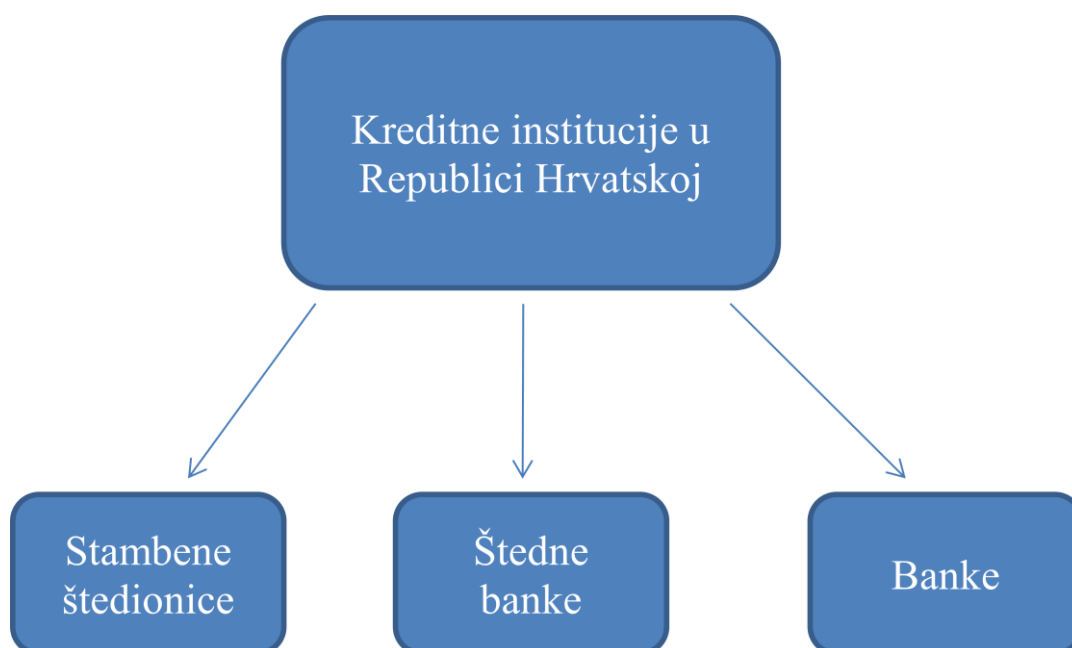 Kreditne institucije u
Republici Hrvatskoj
Stambene
štedionice
Štedne
banke
Banke